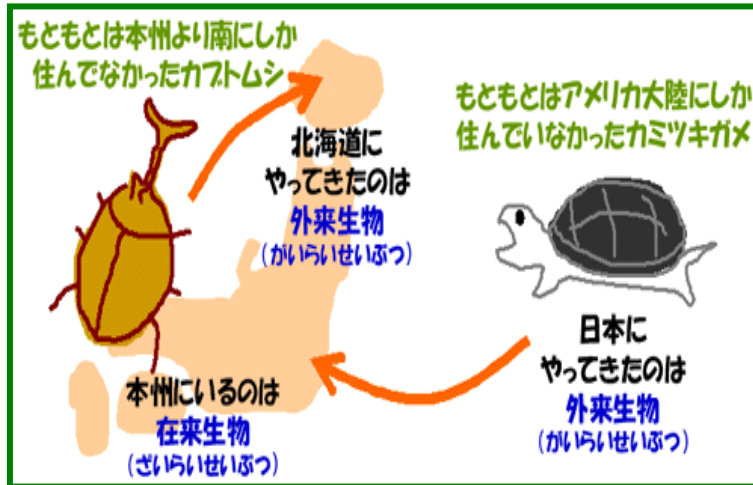 もともとは本州より南にしか
住んでなかったカブトムシ
北海道に
やってきたのは
外来生物
(がいらいせいぶつ)
本州にいるのは
在来生物
(ざいらいせいぶつ)
もともとはアメリカ大陸にしか
住んでいなかったカミツキガメ
日本に
やってきたのは
外来生物
(がいらいせいぶつ)